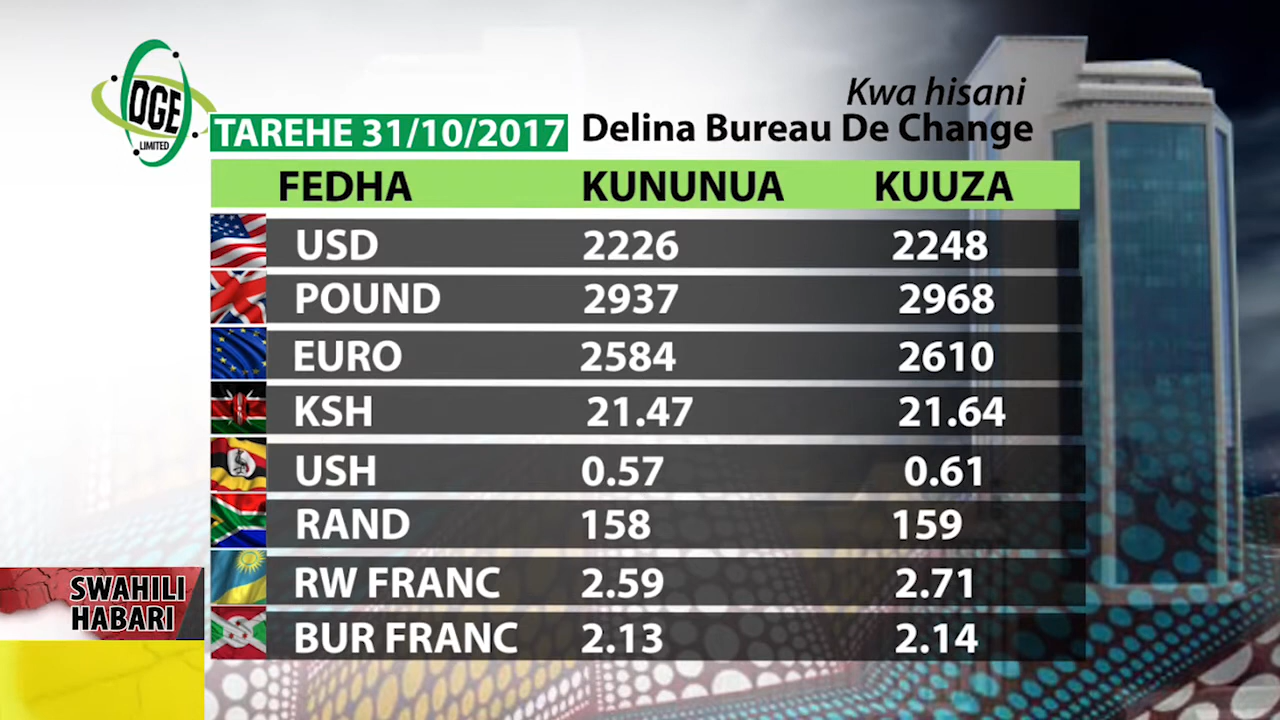 DGE
LIMITED
Kwa hisani
TAREHE 31/10/2017 Delina Bureau De Change
FEDHA KUNUNUA KUUZA
USD 2226 2248
POUND 2937 2968
EURO 2584 2610
KSH 21.47 21.64
USH 0.57 0.61
RAND 158 159
RW FRANC 2.59 2.71
BUR FRANC 2.13 2.14
SWAHILI
HABARI